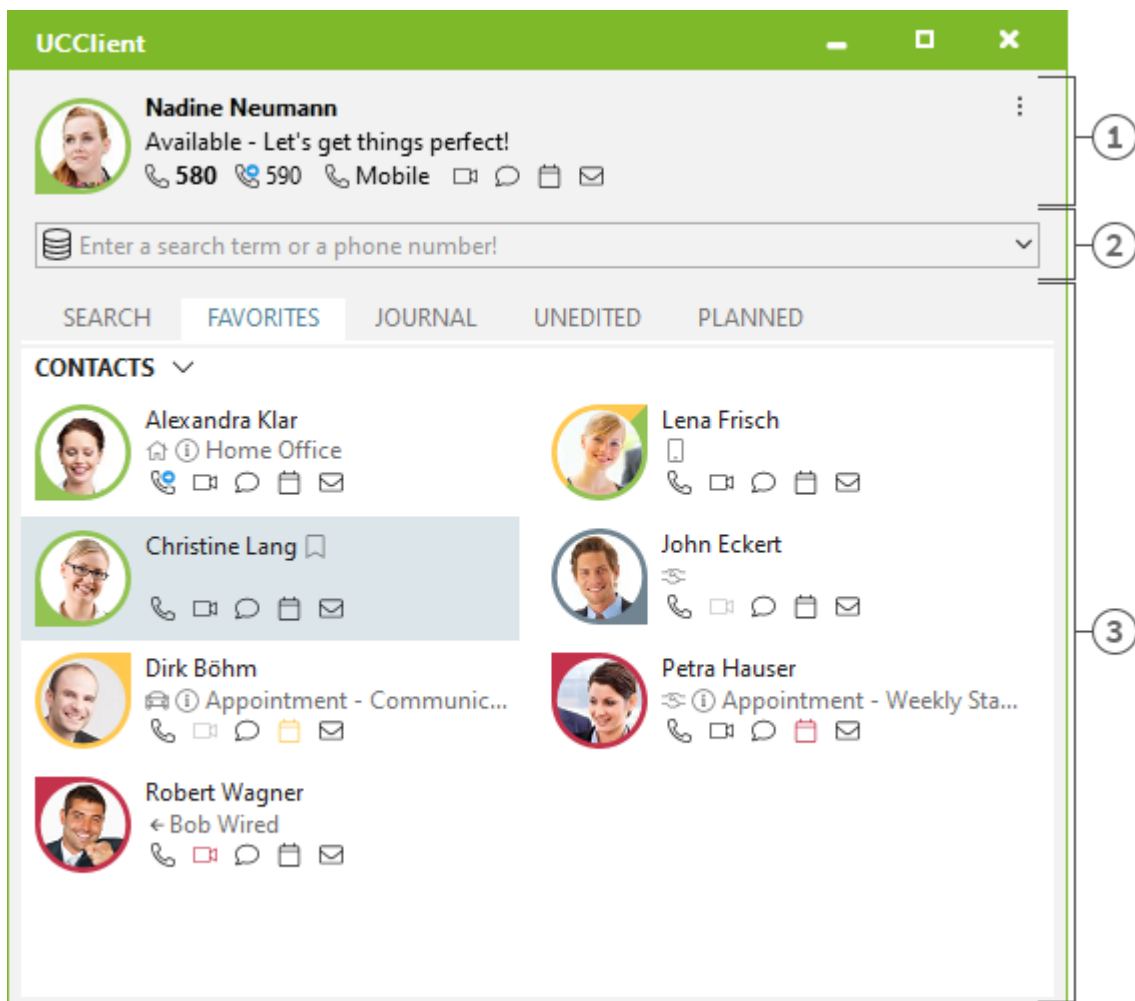 UCClient
Nadine Neumann
Available - Let's get things perfect!
580 590 Mobile
1
Enter a search term or a phone number!
2
SEARCH FAVORITES JOURNAL UNEDITED PLANNED
CONTACTS
Alexandra Klar
Home Office
Lena Frisch
Christine Lang
John Eckert
3
Dirk Böhm
Appointment - Communic...
Petra Hauser
Appointment - Weekly Sta...
Robert Wagner
Bob Wired